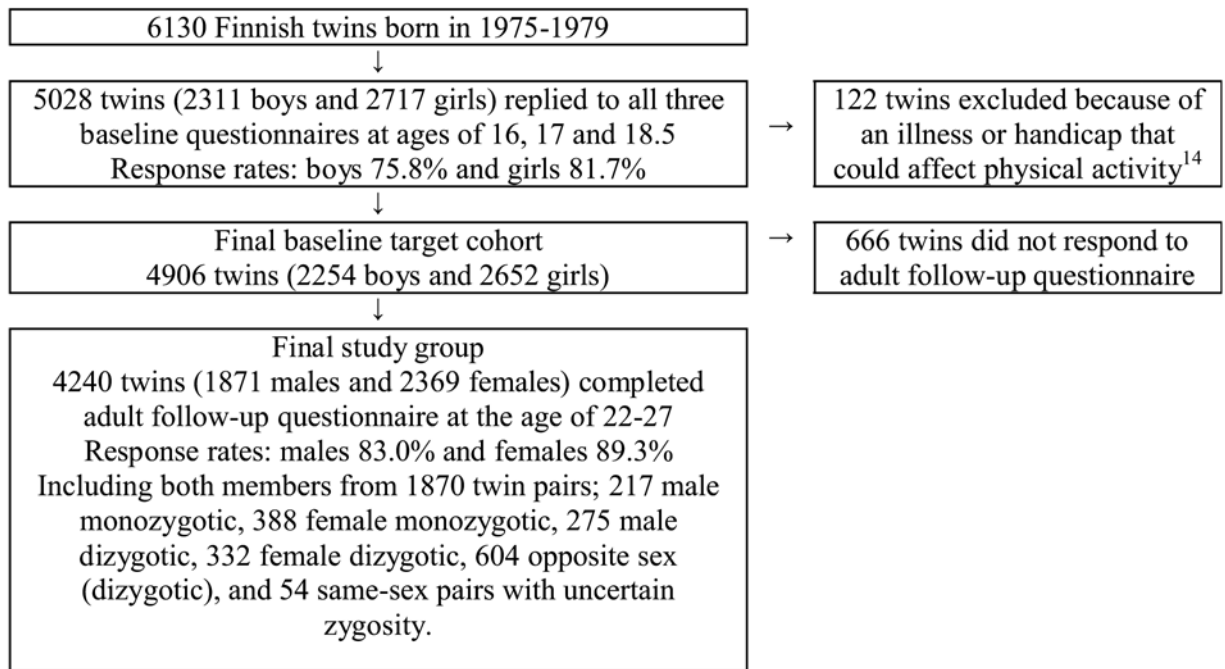 6130 Finnish twins born in 1975-1979
↓
5028 twins (2311 boys and 2717 girls) replied to all three
baseline questionnaires at ages of 16, 17 and 18.5
Response rates: boys 75.8% and girls 81.7%
→
122 twins excluded because of
an illness or handicap that
could affect physical activity14
↓
Final baseline target cohort
4906 twins (2254 boys and 2652 girls)
→
666 twins did not respond to
adult follow-up questionnaire
↓
Final study group
4240 twins (1871 males and 2369 females) completed
adult follow-up questionnaire at the age of 22-27
Response rates: males 83.0% and females 89.3%
Including both members from 1870 twin pairs; 217 male
monozygotic, 388 female monozygotic, 275 male
dizygotic, 332 female dizygotic, 604 opposite sex
(dizygotic), and 54 same-sex pairs with uncertain
zygosity.